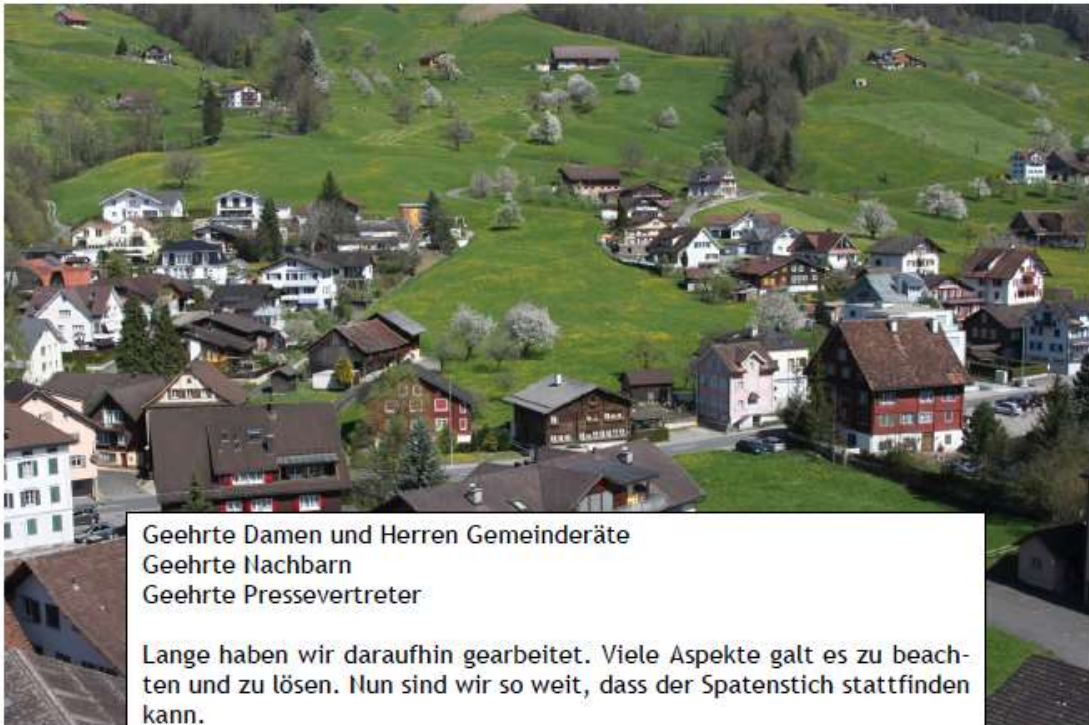 Geehrte Damen und Herren Gemeinderäte
Geehrte Nachbarn
Geehrte Pressevertreter
Lange haben wir daraufhin gearbeitet. Viele Aspekte galt es zu beach-
ten und zu lösen. Nun sind wir so weit, dass der Spatenstich stattfinden
kann.